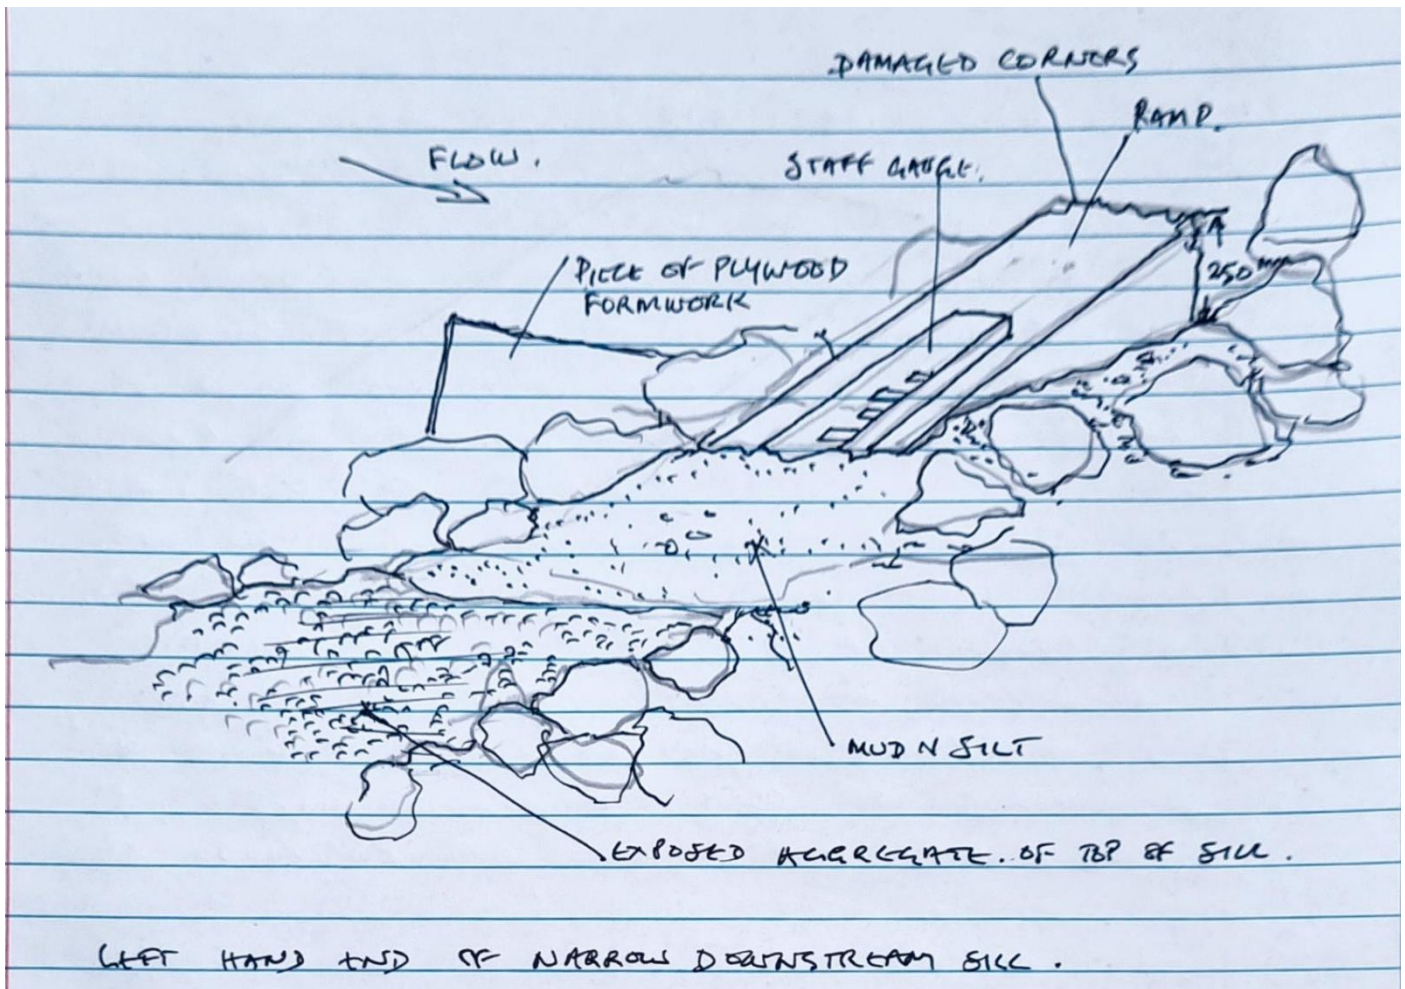 DAMAGED CORNERS
RAMP.
FLOW.
STAFF GAUGE.
250mm
PIECE OF PLYWOOD
FORMWORK
MUD N SILT
EXPOSED AGGREGATE. OF TOP OF SILL.
LEFT HAND END OF NARROW DOWNSTREAM SILL.